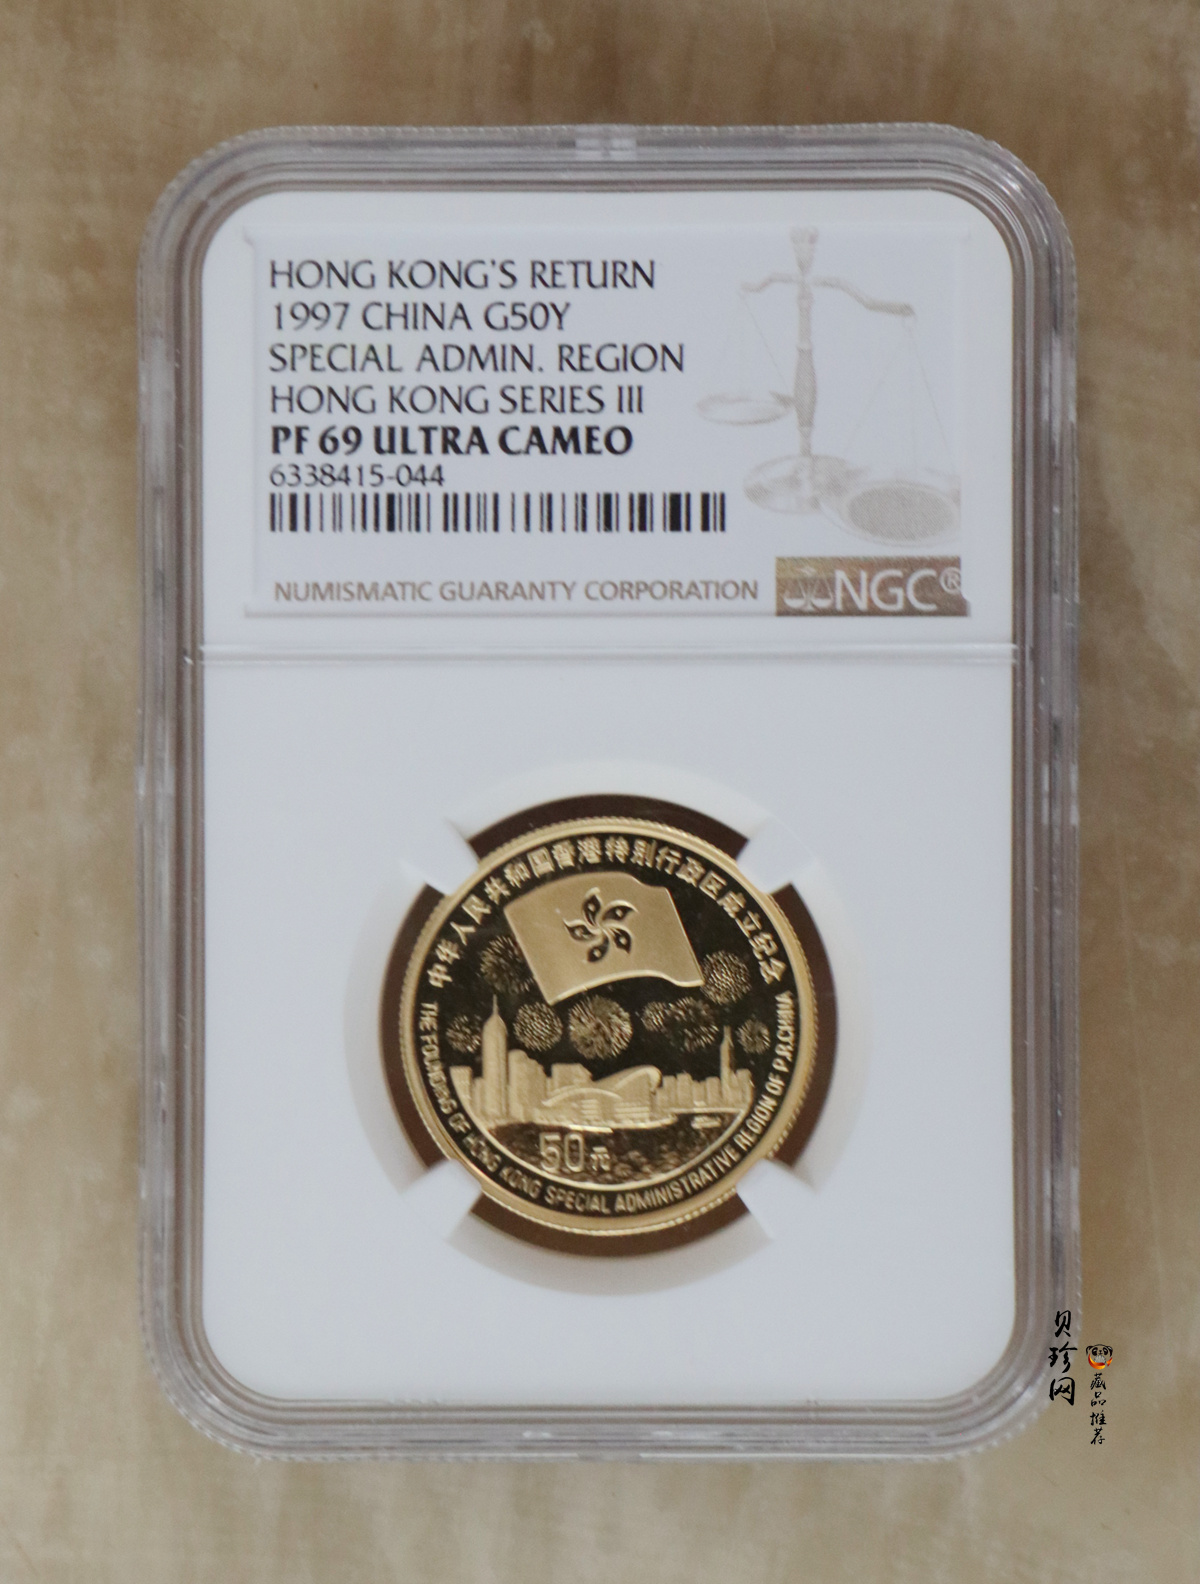 HONG KONG'S RETURN
1997 CHINA G50Y
SPECIAL ADMIN. REGION
HONG KONG SERIES III
PF 69 ULTRA CAMEO
6338415-044
NUMISMATIC GUARANTY CORPORATION
NGC®
中华人民共和国香港特别行政区成立纪念
50元
THE FOUNDING OF HONG KONG SPECIAL ADMINISTRATIVE REGION OF P.R.CHINA
贝珍网
藏品推荐